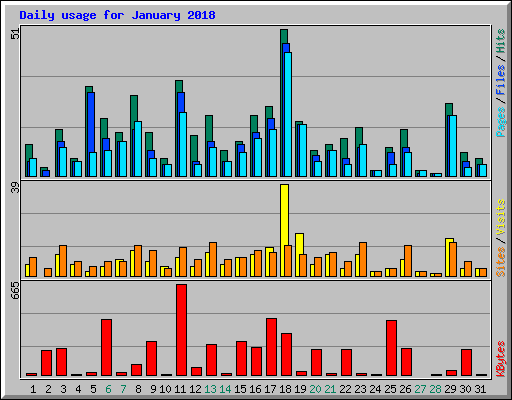 Daily usage for January 2018
51
Pages / Files / Hits
39
Sites / Visits
665
KBytes
1 2 3 4 5 6 7 8 9 10 11 12 13 14 15 16 17 18 19 20 21 22 23 24 25 26 27 28 29 30 31